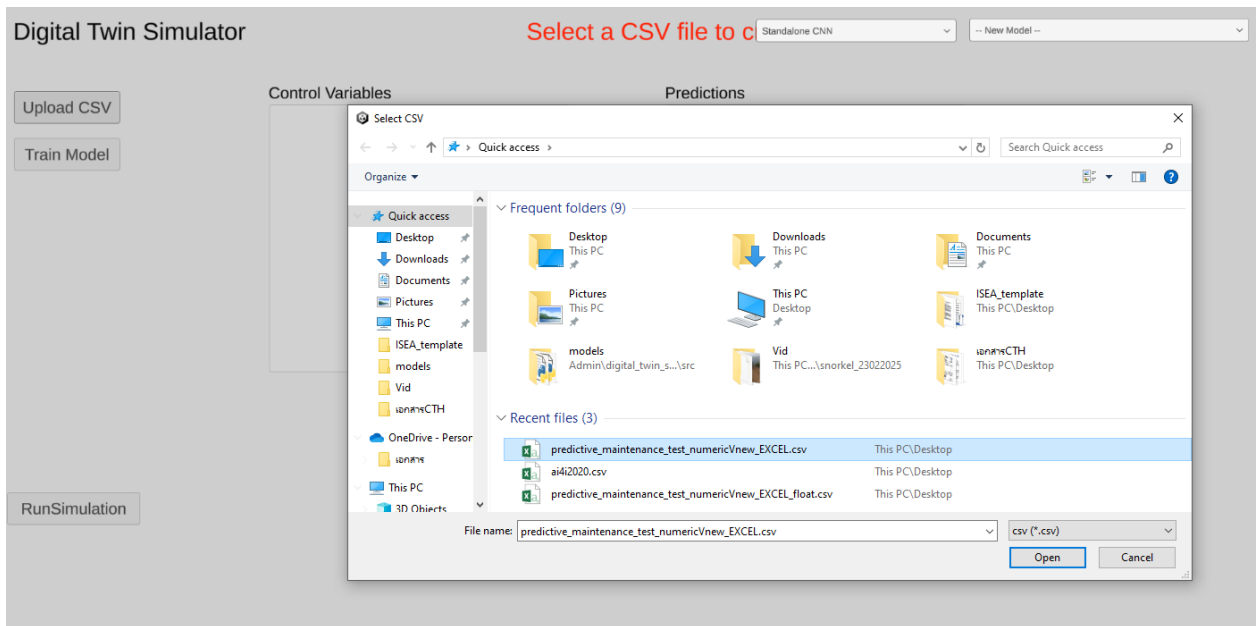 Digital Twin Simulator
Select a CSV file to c
Standalone CNN
-- New Model --
Upload CSV
Train Model
RunSimulation
Control Variables
Predictions
Select CSV
Quick access
Search Quick access
Organize
Quick access
Desktop
Downloads
Documents
Pictures
This PC
ISEA_template
models
Vid
เอกสารCTH
OneDrive - Person
เอกสาร
This PC
3D Objects
Frequent folders (9)
Desktop
This PC
Downloads
This PC
Documents
This PC
Pictures
This PC
This PC
Desktop
ISEA_template
This PC\Desktop
models
Admin\digital_twin_s...\src
Vid
This PC...\snorkel_23022025
เอกสารCTH
This PC\Desktop
Recent files (3)
predictive_maintenance_test_numericVnew_EXCEL.csv This PC\Desktop
ai4i2020.csv This PC\Desktop
predictive_maintenance_test_numericVnew_EXCEL_float.csv This PC\Desktop
File name: predictive_maintenance_test_numericVnew_EXCEL.csv
csv (*.csv)
Open
Cancel